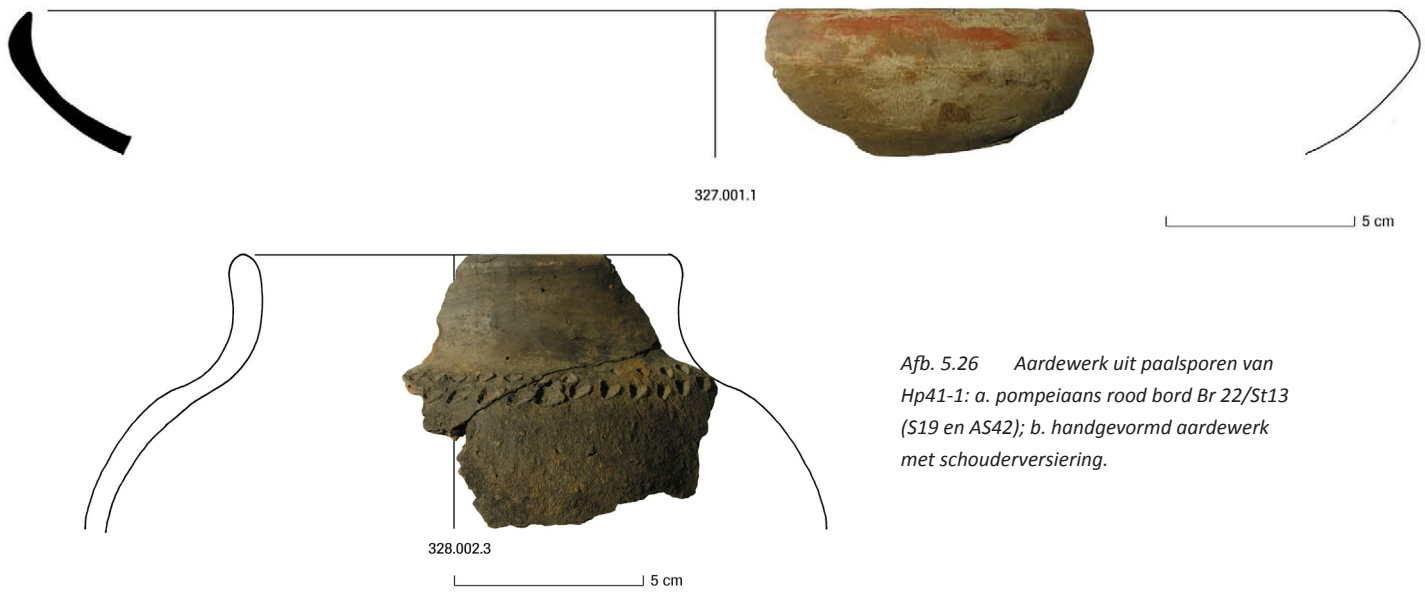 327.001.1
5 cm
Afb. 5.26 Aardewerk uit paalsporen van
Hp41-1: a. pompeiaans rood bord Br 22/St13
(S19 en AS42); b. handgevormd aardewerk
met schouderversiering.
328.002.3
5 cm